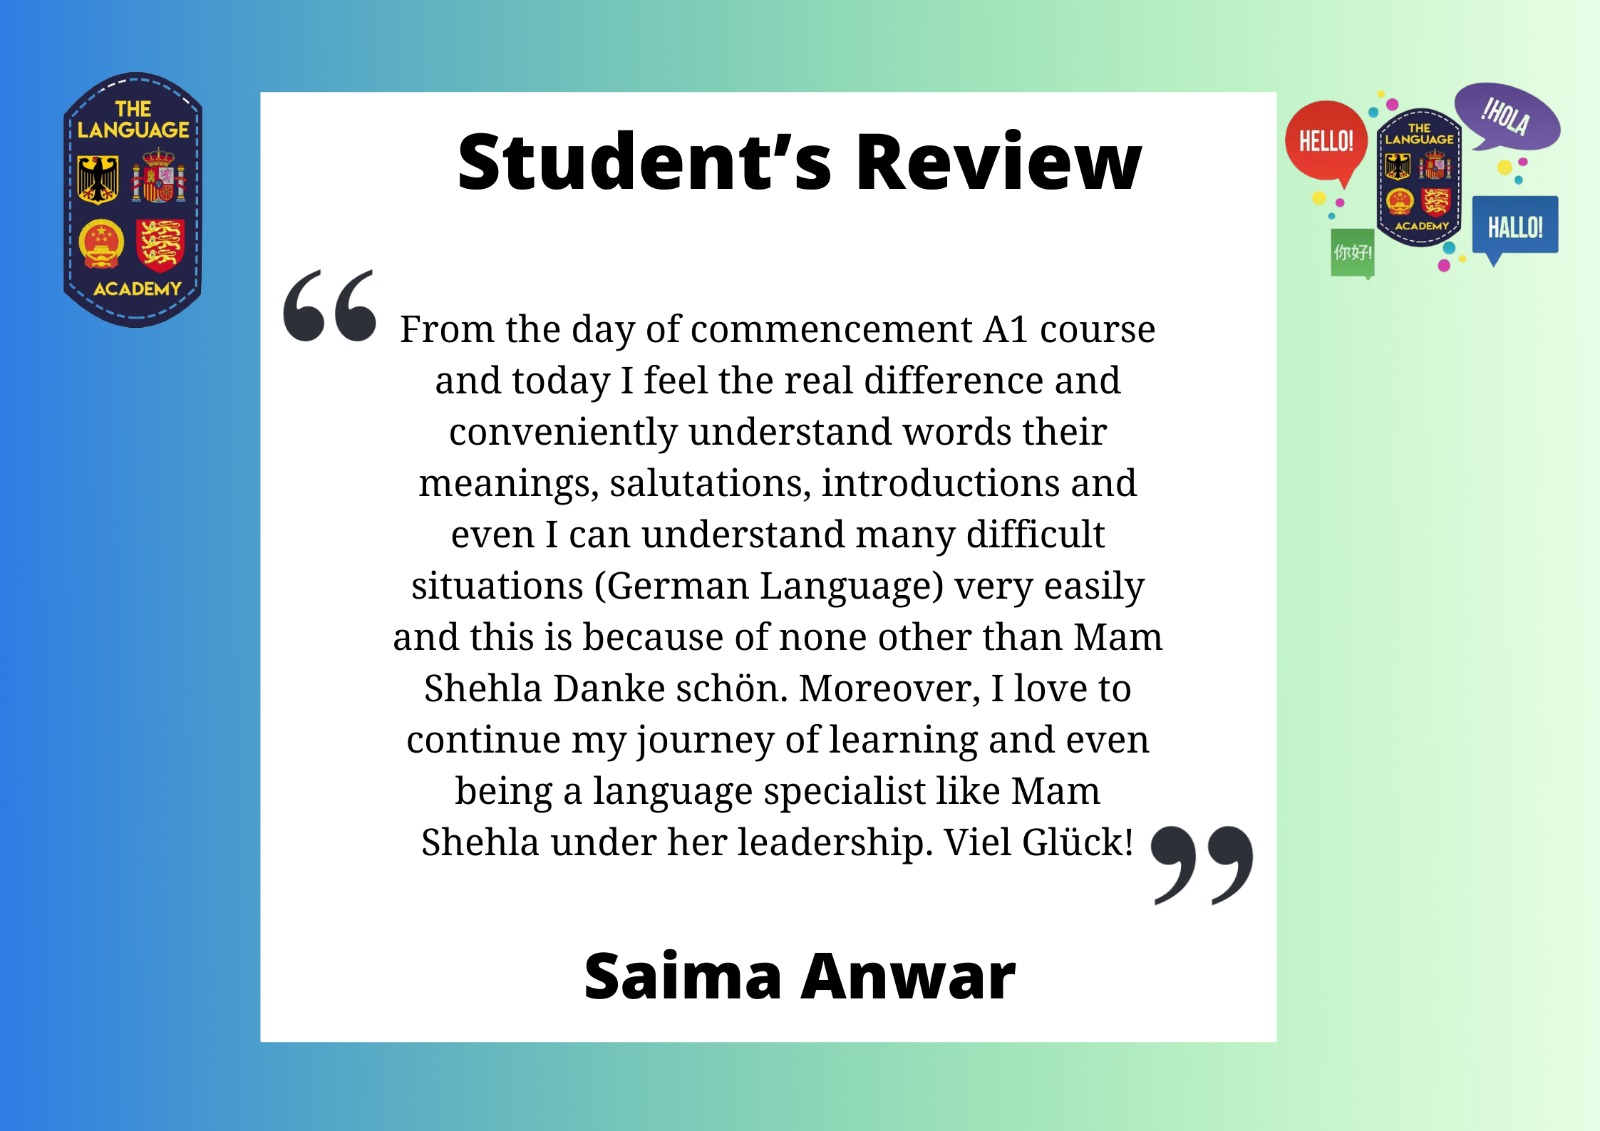 THE
LANGUAGE
ACADEMY
Student’s Review
HELLO!
!HOLA
THE
LANGUAGE
ACADEMY
HALLO!
你好!
“
From the day of commencement A1 course
and today I feel the real difference and
conveniently understand words their
meanings, salutations, introductions and
even I can understand many difficult
situations (German Language) very easily
and this is because of none other than Mam
Shehla Danke schön. Moreover, I love to
continue my journey of learning and even
being a language specialist like Mam
Shehla under her leadership. Viel Glück!
”
Saima Anwar